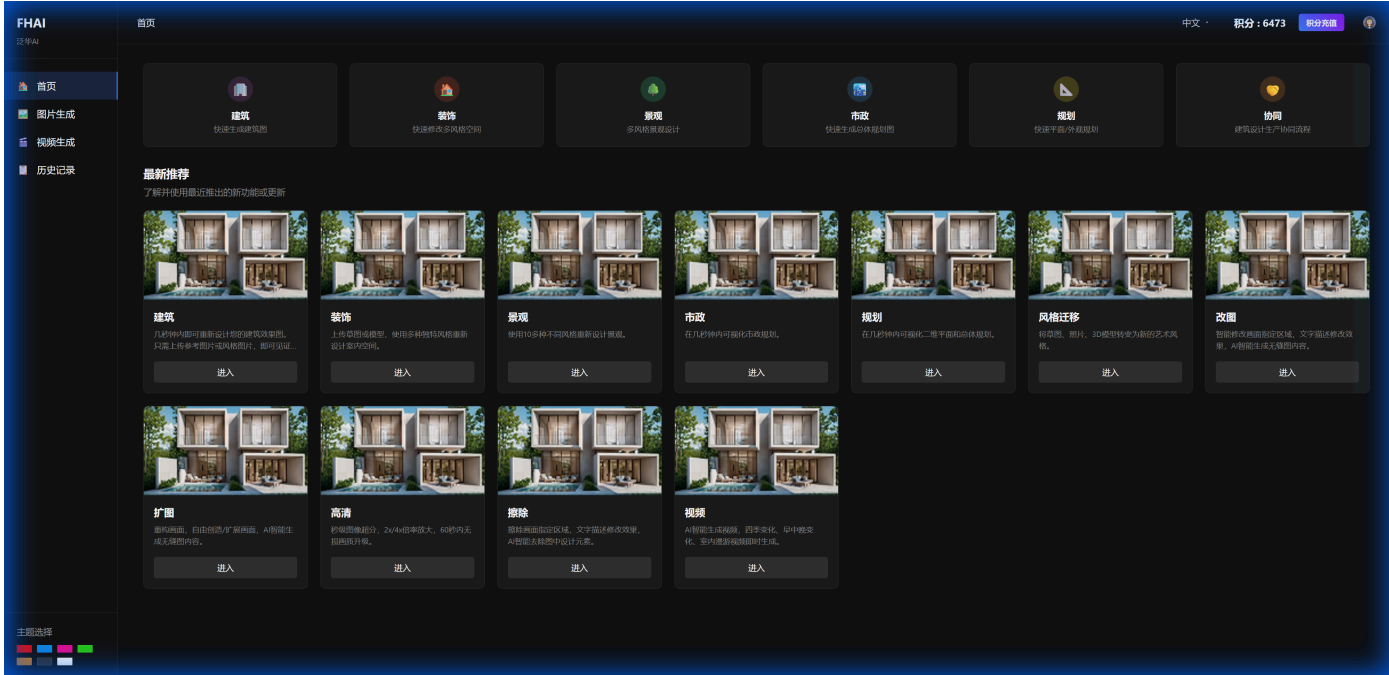 FHAI
泛华AI
首页
中文
积分：6473
积分充值
首页
图片生成
视频生成
历史记录
建筑
快速生成建筑图
装饰
快速修改多风格空间
景观
多风格景观设计
市政
快速生成总体规划图
规划
快速平面/外观规划
协同
建筑设计生产协同流程
最新推荐
了解并使用最近推出的新功能或更新
建筑
几秒钟内即可重新设计您的建筑效果图。
只需上传参考图片或风格图片，即可见证...
进入
装饰
上传草图或模型，使用多种独特风格重新
设计室内空间。
进入
景观
使用10多种不同风格重新设计景观。
进入
市政
在几秒钟内可视化市政规划。
进入
规划
在几秒钟内可视化二维平面和总体规划。
进入
风格迁移
将草图、照片、3D模型转变为新的艺术风
格。
进入
改图
智能修改画面指定区域，文字描述修改效
果，AI智能生成无缝图内容。
进入
扩图
重构画面，自由创造/扩展画面，AI智能生
成无缝图内容。
进入
高清
秒级图像超分，2x/4x倍率放大，60秒内无
损画质升级。
进入
擦除
擦除画面指定区域，文字描述修改效果，
AI智能去除图中设计元素。
进入
视频
AI智能生成视频，四季变化、早中晚变
化、室内漫游视频即时生成。
进入
主题选择